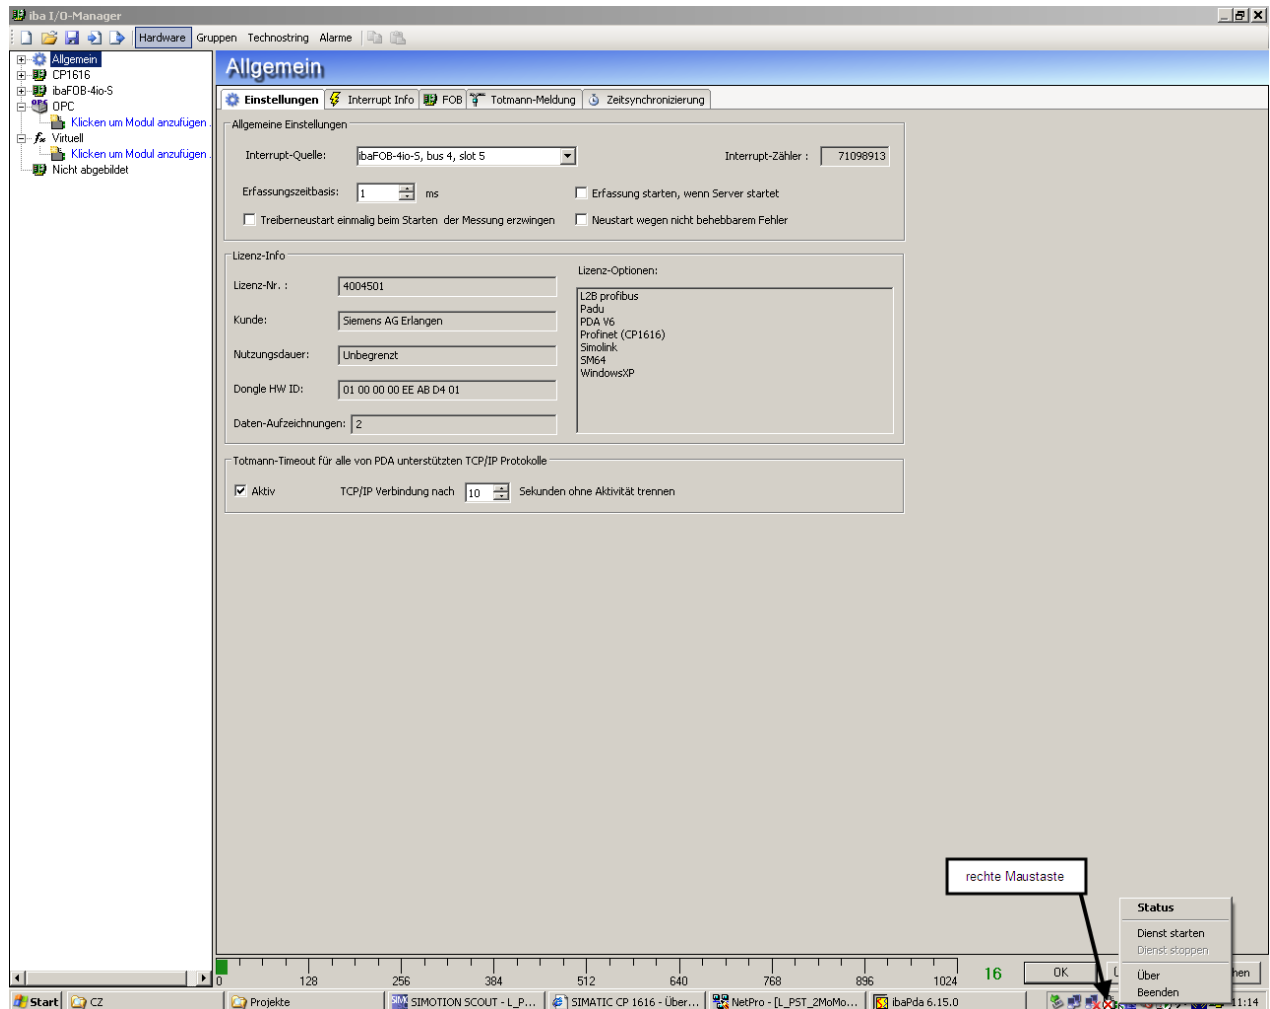 iba I/O-Manager
Hardware Gruppen Technostring Alarme
Allgemein
CP1616
ibaFOB-4io-S
OPC
Klicken um Modul anzufügen .
Virtuell
Klicken um Modul anzufügen .
Nicht abgebildet
Allgemein
Einstellungen Interrupt Info FOB Totmann-Meldung Zeitsynchronizierung
Allgemeine Einstellungen
Interrupt-Quelle: ibaFOB-4io-S, bus 4, slot 5 Interrupt-Zähler : 71098913
Erfassungszeitbasis: 1 ms Erfassung starten, wenn Server startet
Treiberneustart einmalig beim Starten der Messung erzwingen Neustart wegen nicht behebbarem Fehler
Lizenz-Info
Lizenz-Optionen:
Lizenz-Nr. : 4004501
Kunde: Siemens AG Erlangen
Nutzungsdauer: Unbegrenzt
Dongle HW ID: 01 00 00 00 EE AB D4 01
Daten-Aufzeichnungen: 2
L2B profibus
Padu
PDA V6
Profinet (CP1616)
Simolink
SM64
WindowsXP
Totmann-Timeout für alle von PDA unterstützten TCP/IP Protokolle
Aktiv TCP/IP Verbindung nach 10 Sekunden ohne Aktivität trennen
rechte Maustaste
Status
Dienst starten
Dienst stoppen
Über
Beenden
0 128 256 384 512 640 768 896 1024 16 OK hen
Start CZ Projekte SIMOTION SCOUT - L_P... SIMATIC CP 1616 - Über... NetPro - [L_PST_2MoMo... ibaPda 6.15.0 11:14